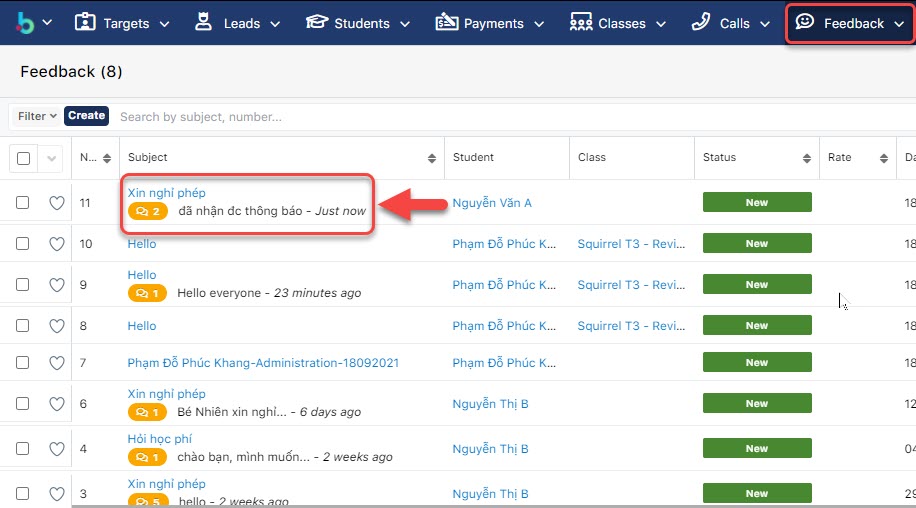 Targets Leads Students Payments Classes Calls Feedback
Feedback (8)
Filter Create Search by subject, number...
N... Subject Student Class Status Rate Da
11 Xin nghỉ phép Nguyễn Văn A New 18
2 đã nhận đc thông báo - Just now
10 Hello Phạm Đỗ Phúc K... Squirrel T3 - Revi... New 18
9 Hello Phạm Đỗ Phúc K... Squirrel T3 - Revi... New 18
1 Hello everyone - 23 minutes ago
8 Hello Phạm Đỗ Phúc K... Squirrel T3 - Revi... New 18
7 Phạm Đỗ Phúc Khang-Administration-18092021 Phạm Đỗ Phúc K... New 18
6 Xin nghỉ phép Nguyễn Thị B New 12
1 Bé Nhiên xin nghỉ... - 6 days ago
4 Hỏi học phí Nguyễn Thị B New 04
1 chào bạn, mình muốn... - 2 weeks ago
3 Xin nghỉ phép Nguyễn Thị B New 29
5 hello - 2 weeks ago